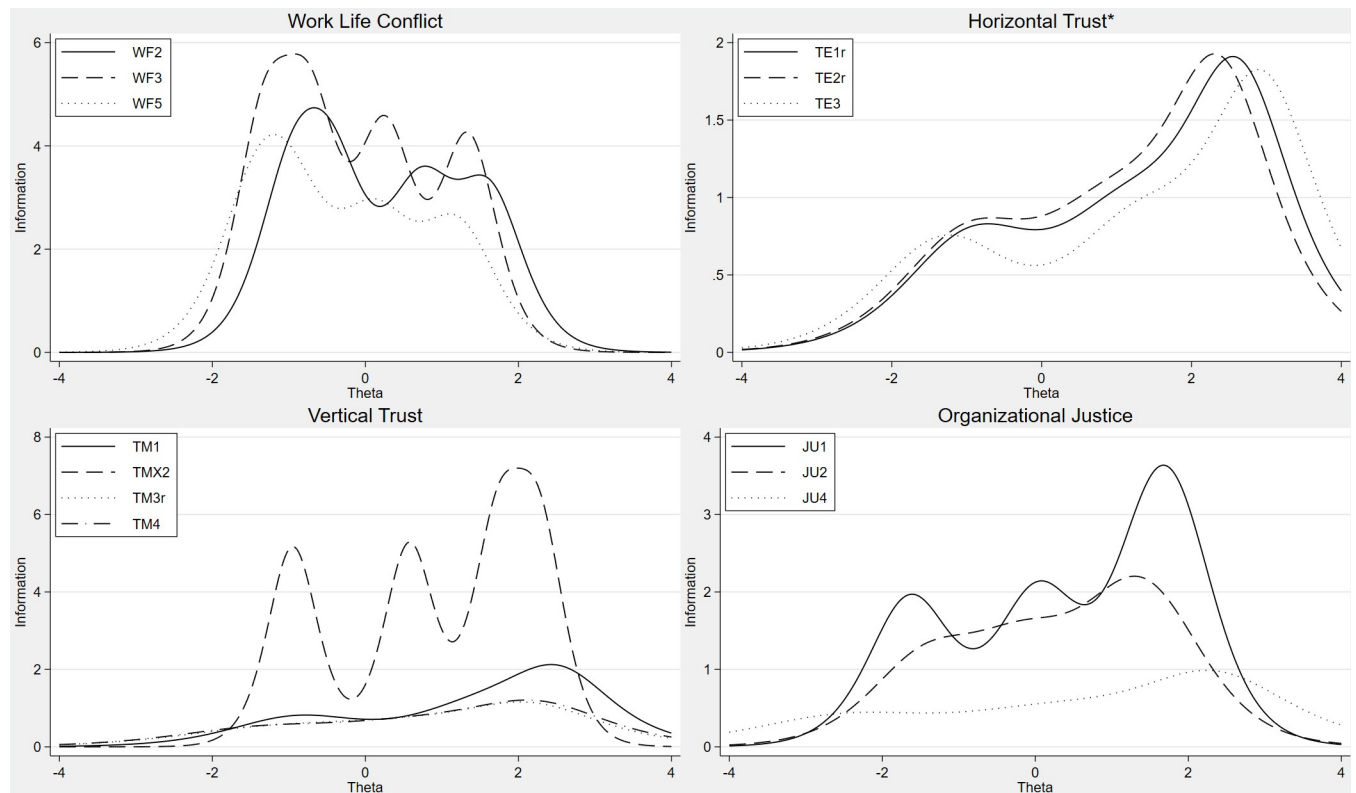 Work Life Conflict
WF2
WF3
WF5
Information
6
4
2
0
-4 -2 0 2 4
Theta
Horizontal Trust*
TE1r
TE2r
TE3
Information
2
1.5
1
.5
0
-4 -2 0 2 4
Theta
Vertical Trust
TM1
TMX2
TM3r
TM4
Information
8
6
4
2
0
-4 -2 0 2 4
Theta
Organizational Justice
JU1
JU2
JU4
Information
4
3
2
1
0
-4 -2 0 2 4
Theta